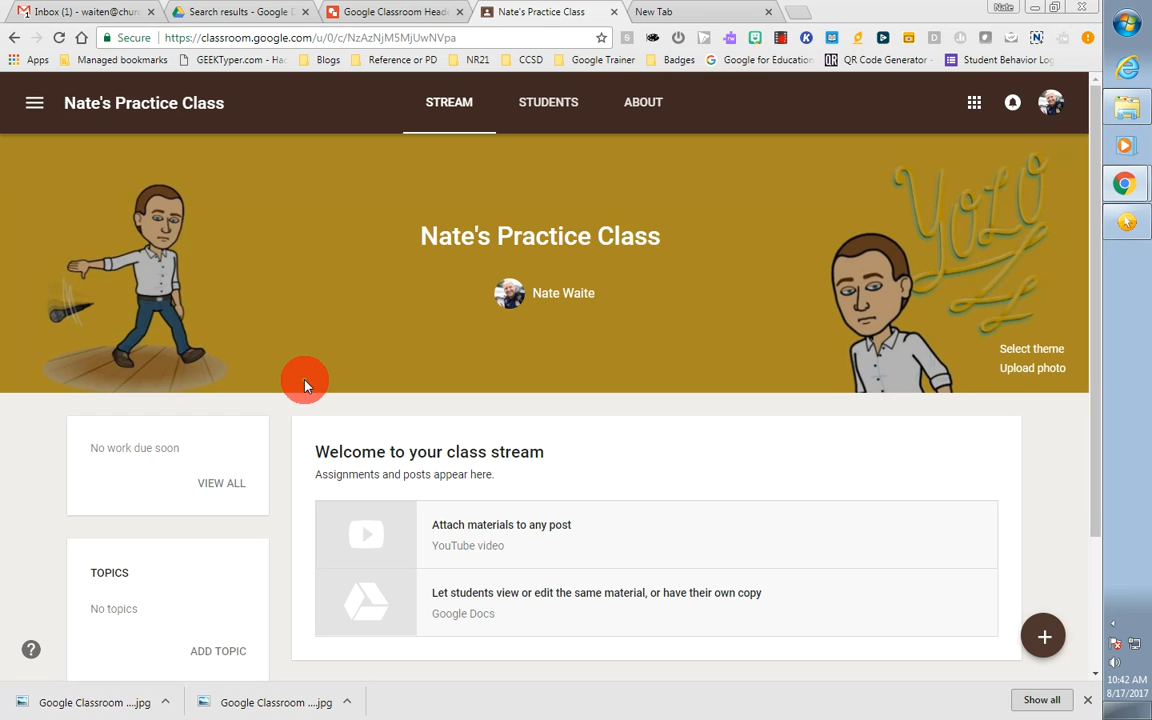 Inbox (1) - waiten@chur
Search results - Google D
Google Classroom Heade
Nate's Practice Class
New Tab
Nate
Secure
https://classroom.google.com/u/0/c/NzAzNjM5MjUwNVpa
Apps
Managed bookmarks
GEEKTyper.com - Hac
Blogs
Reference or PD
NR21
CCSD
Google Trainer
Badges
Google for Education
QR Code Generator -
Student Behavior Log
Nate's Practice Class
STREAM
STUDENTS
ABOUT
YOLO
Nate's Practice Class
Nate Waite
Select theme
Upload photo
No work due soon
VIEW ALL
Welcome to your class stream
Assignments and posts appear here.
Attach materials to any post
YouTube video
Let students view or edit the same material, or have their own copy
Google Docs
TOPICS
No topics
ADD TOPIC
Google Classroom ....jpg
Google Classroom ....jpg
Show all
10:42 AM
8/17/2017